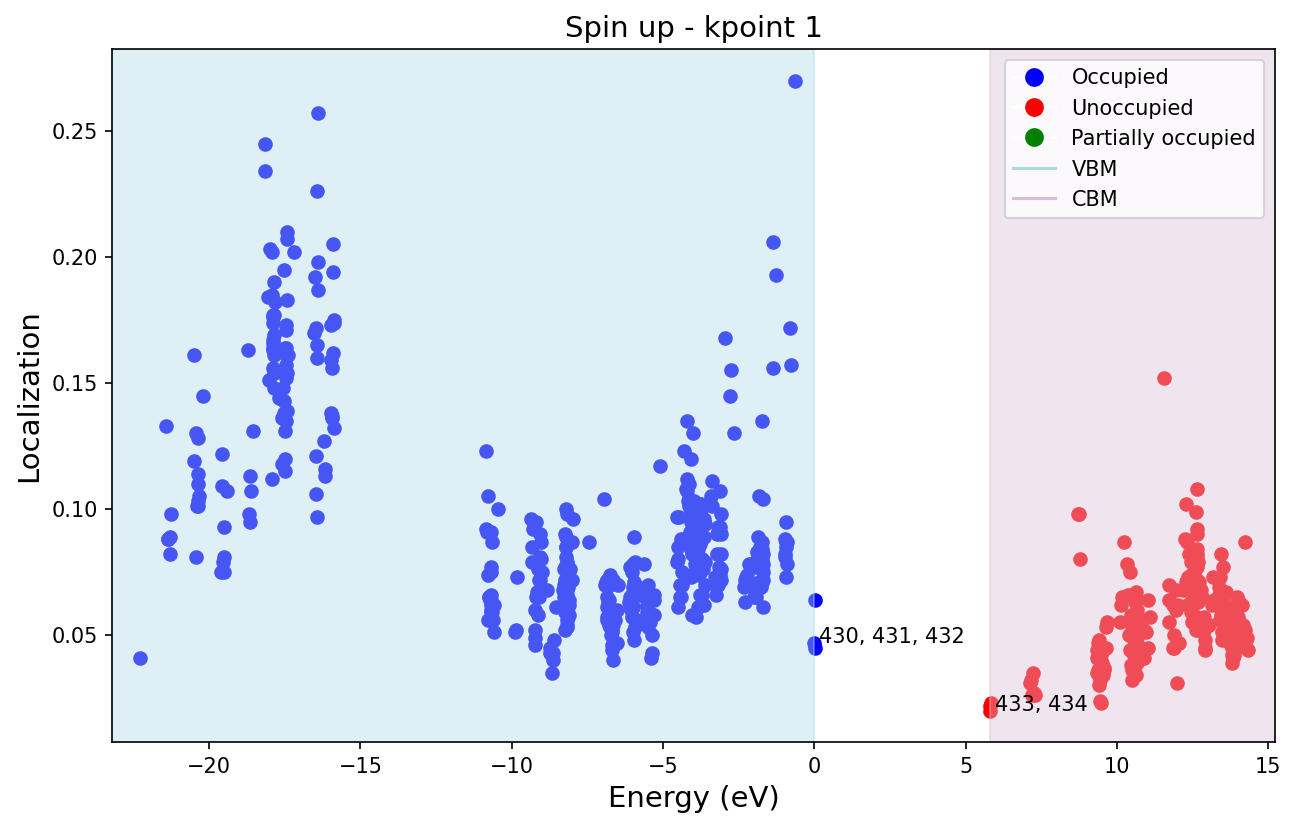 Spin up - kpoint 1
Localization
0.25
0.20
0.15
0.10
0.05
Occupied
Unoccupied
Partially occupied
VBM
CBM
430, 431, 432
433, 434
−20 −15 −10 −5 0 5 10 15
Energy (eV)